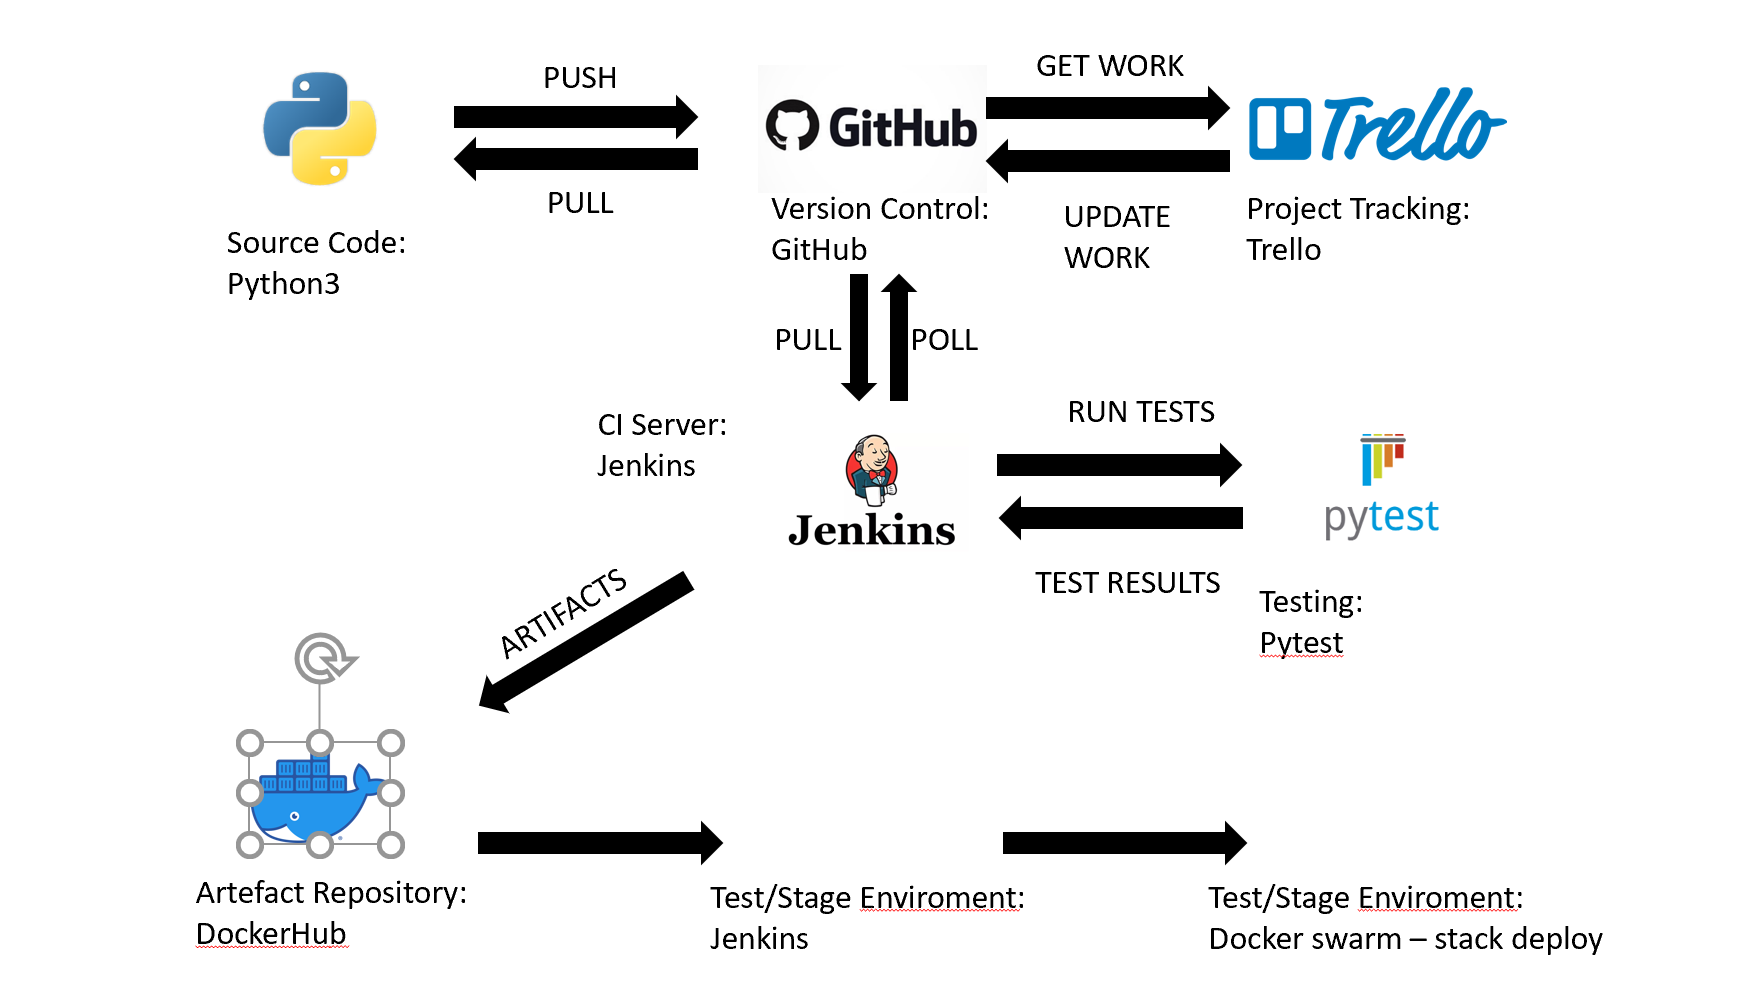 PUSH
GET WORK
GitHub
Trello
PULL
Version Control:
GitHub
UPDATE
WORK
Project Tracking:
Trello
Source Code:
Python3
PULL
POLL
CI Server:
Jenkins
RUN TESTS
Jenkins
pytest
TEST RESULTS
Testing:
Pytest
ARTIFACTS
Artefact Repository:
DockerHub
Test/Stage Enviroment:
Jenkins
Test/Stage Enviroment:
Docker swarm – stack deploy